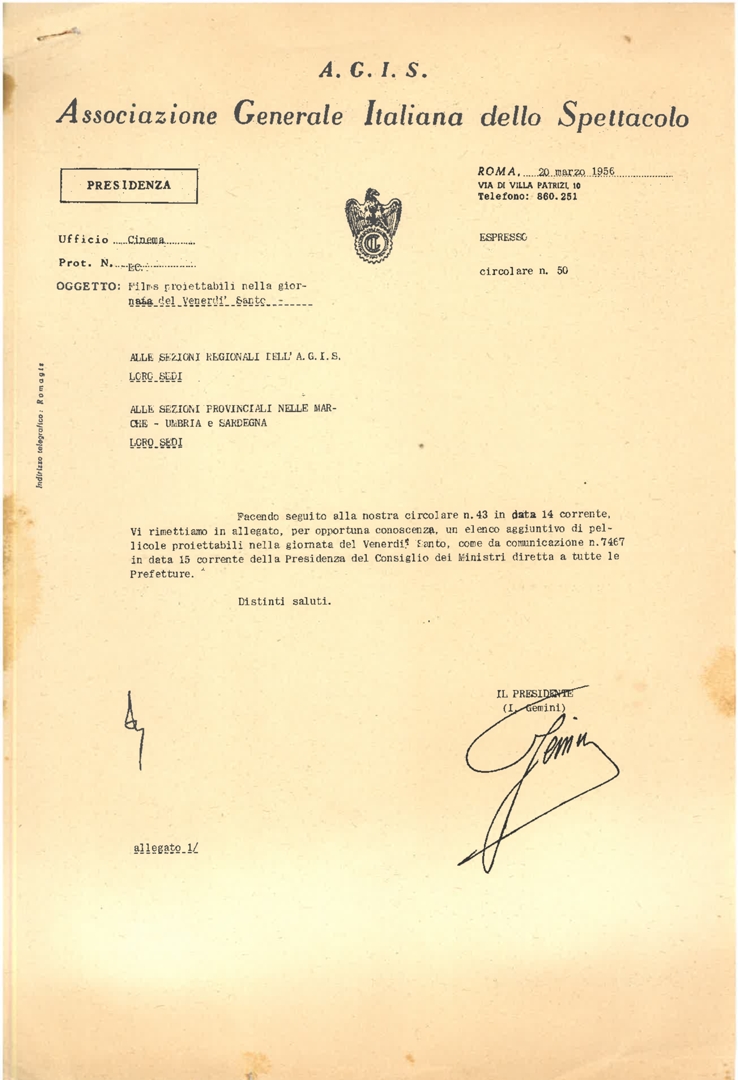 A. G. I. S.
Associazione Generale Italiana dello Spettacolo
PRESIDENZA
ROMA, 20 marzo 1956
VIA DI VILLA PATRIZI, 10
Telefono: 860.251
Ufficio Cinema
ESPRESSO
Prot. N. EC.
circolare n. 50
OGGETTO: Films proiettabili nella gior-
nata del Venerdi' Santo -
ALLE SEZIONI REGIONALI DELL'A.G.I.S.
LORO SEDI
ALLE SEZIONI PROVINCIALI NELLE MAR-
CHE - UMBRIA e SARDEGNA
LORO SEDI
Indirizzo telegrafico: Romagis
Facendo seguito alla nostra circolare n.43 in data 14 corrente,
Vi rimettiamo in allegato, per opportuna conoscenza, un elenco aggiuntivo di pel-
licole proiettabili nella giornata del Venerdi' Santo, come da comunicazione n.7467
in data 15 corrente della Presidenza del Consiglio dei Ministri diretta a tutte le
Prefetture.
Distinti saluti.
IL PRESIDENTE
(I. Gemini)
Gemini
allegato 1/